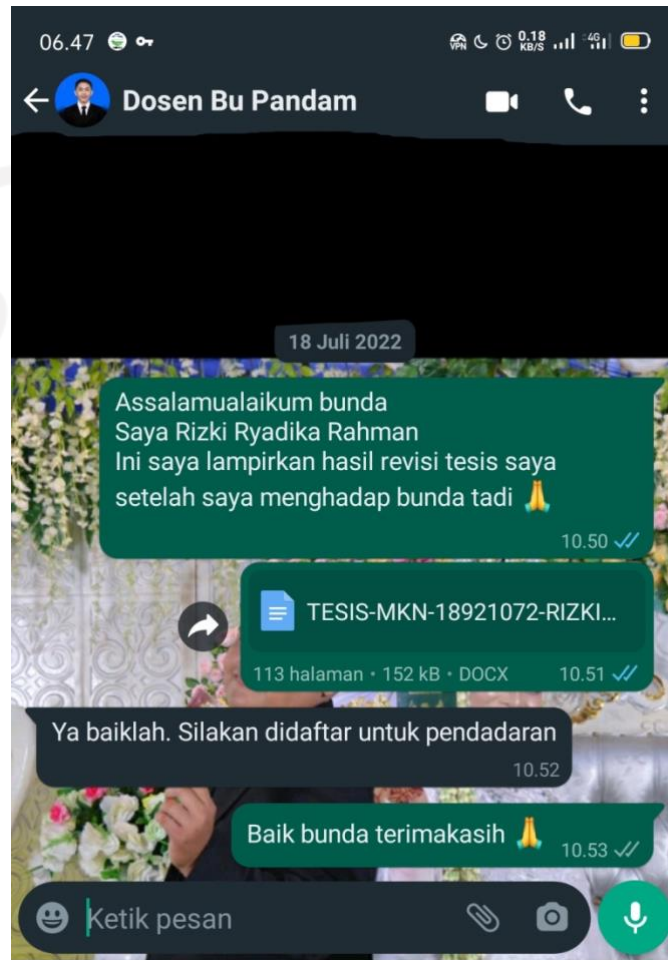 06.47 VPN 0.18 KB/S 4G
Dosen Bu Pandam
18 Juli 2022
Assalamualaikum bunda
Saya Rizki Ryadika Rahman
Ini saya lampirkan hasil revisi tesis saya
setelah saya menghadap bunda tadi 🙏
10.50
TESIS-MKN-18921072-RIZKI...
113 halaman • 152 kB • DOCX 10.51
Ya baiklah. Silakan didaftar untuk pendadaran
10.52
Baik bunda terimakasih 🙏 10.53
Ketik pesan